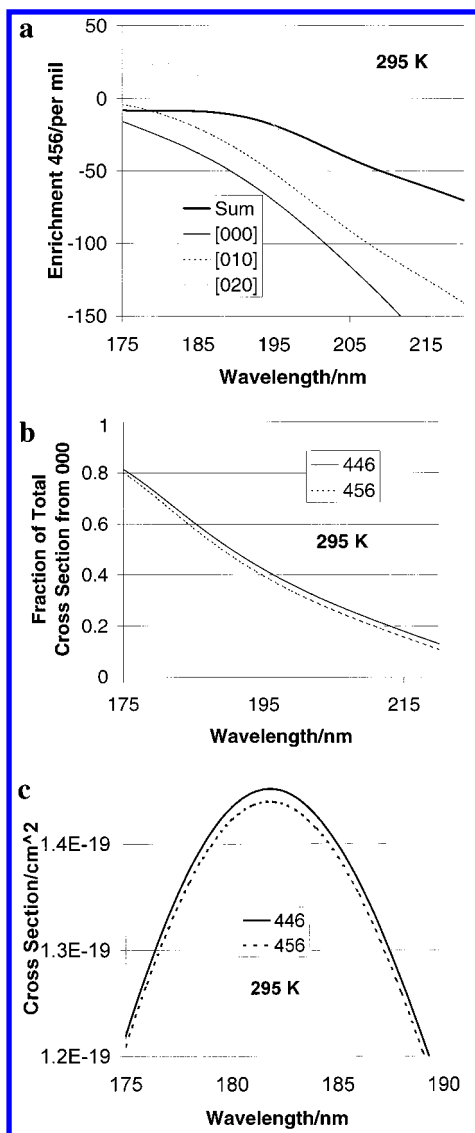 a
50
0
-50
-100
-150
Enrichment 456/per mil
295 K
Sum
[000]
[010]
[020]
175 185 195 205 215
Wavelength/nm
b
1
0.8
0.6
0.4
0.2
0
Fraction of Total
Cross Section from 000
446
456
295 K
175 195 215
Wavelength/nm
c
1.4E-19
1.3E-19
1.2E-19
Cross Section/cm^2
446
456
295 K
175 180 185 190
Wavelength/nm